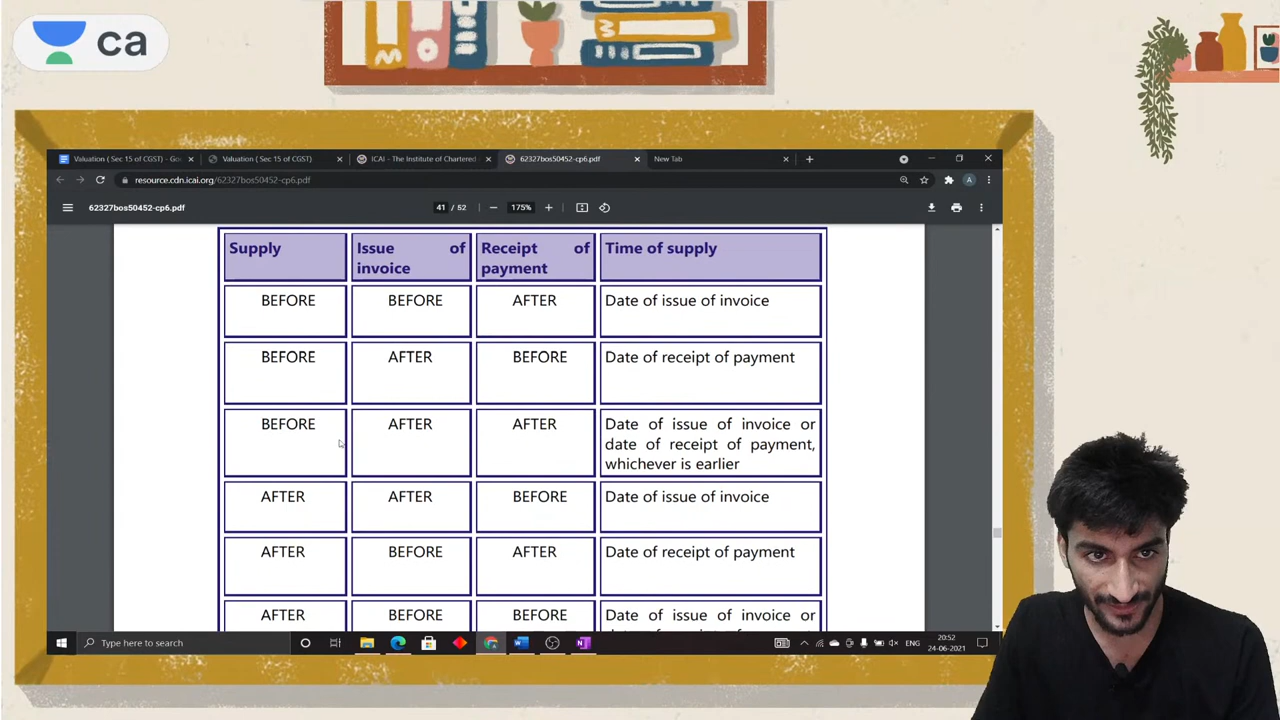 ca
Valuation ( Sec 15 of CGST) - Go
Valuation ( Sec 15 of CGST)
ICAI - The Institute of Chartered
62327bos50452-cp6.pdf
New Tab
resource.cdn.icai.org/62327bos50452-cp6.pdf
A
62327bos50452-cp6.pdf
41 / 52
175%
Supply
Issue of
invoice
Receipt of
payment
Time of supply
BEFORE BEFORE AFTER Date of issue of invoice
BEFORE AFTER BEFORE Date of receipt of payment
BEFORE AFTER AFTER Date of issue of invoice or
date of receipt of payment,
whichever is earlier
AFTER AFTER BEFORE Date of issue of invoice
AFTER BEFORE AFTER Date of receipt of payment
AFTER BEFORE BEFORE Date of issue of invoice or
Type here to search
ENG
20:52
24-06-2021